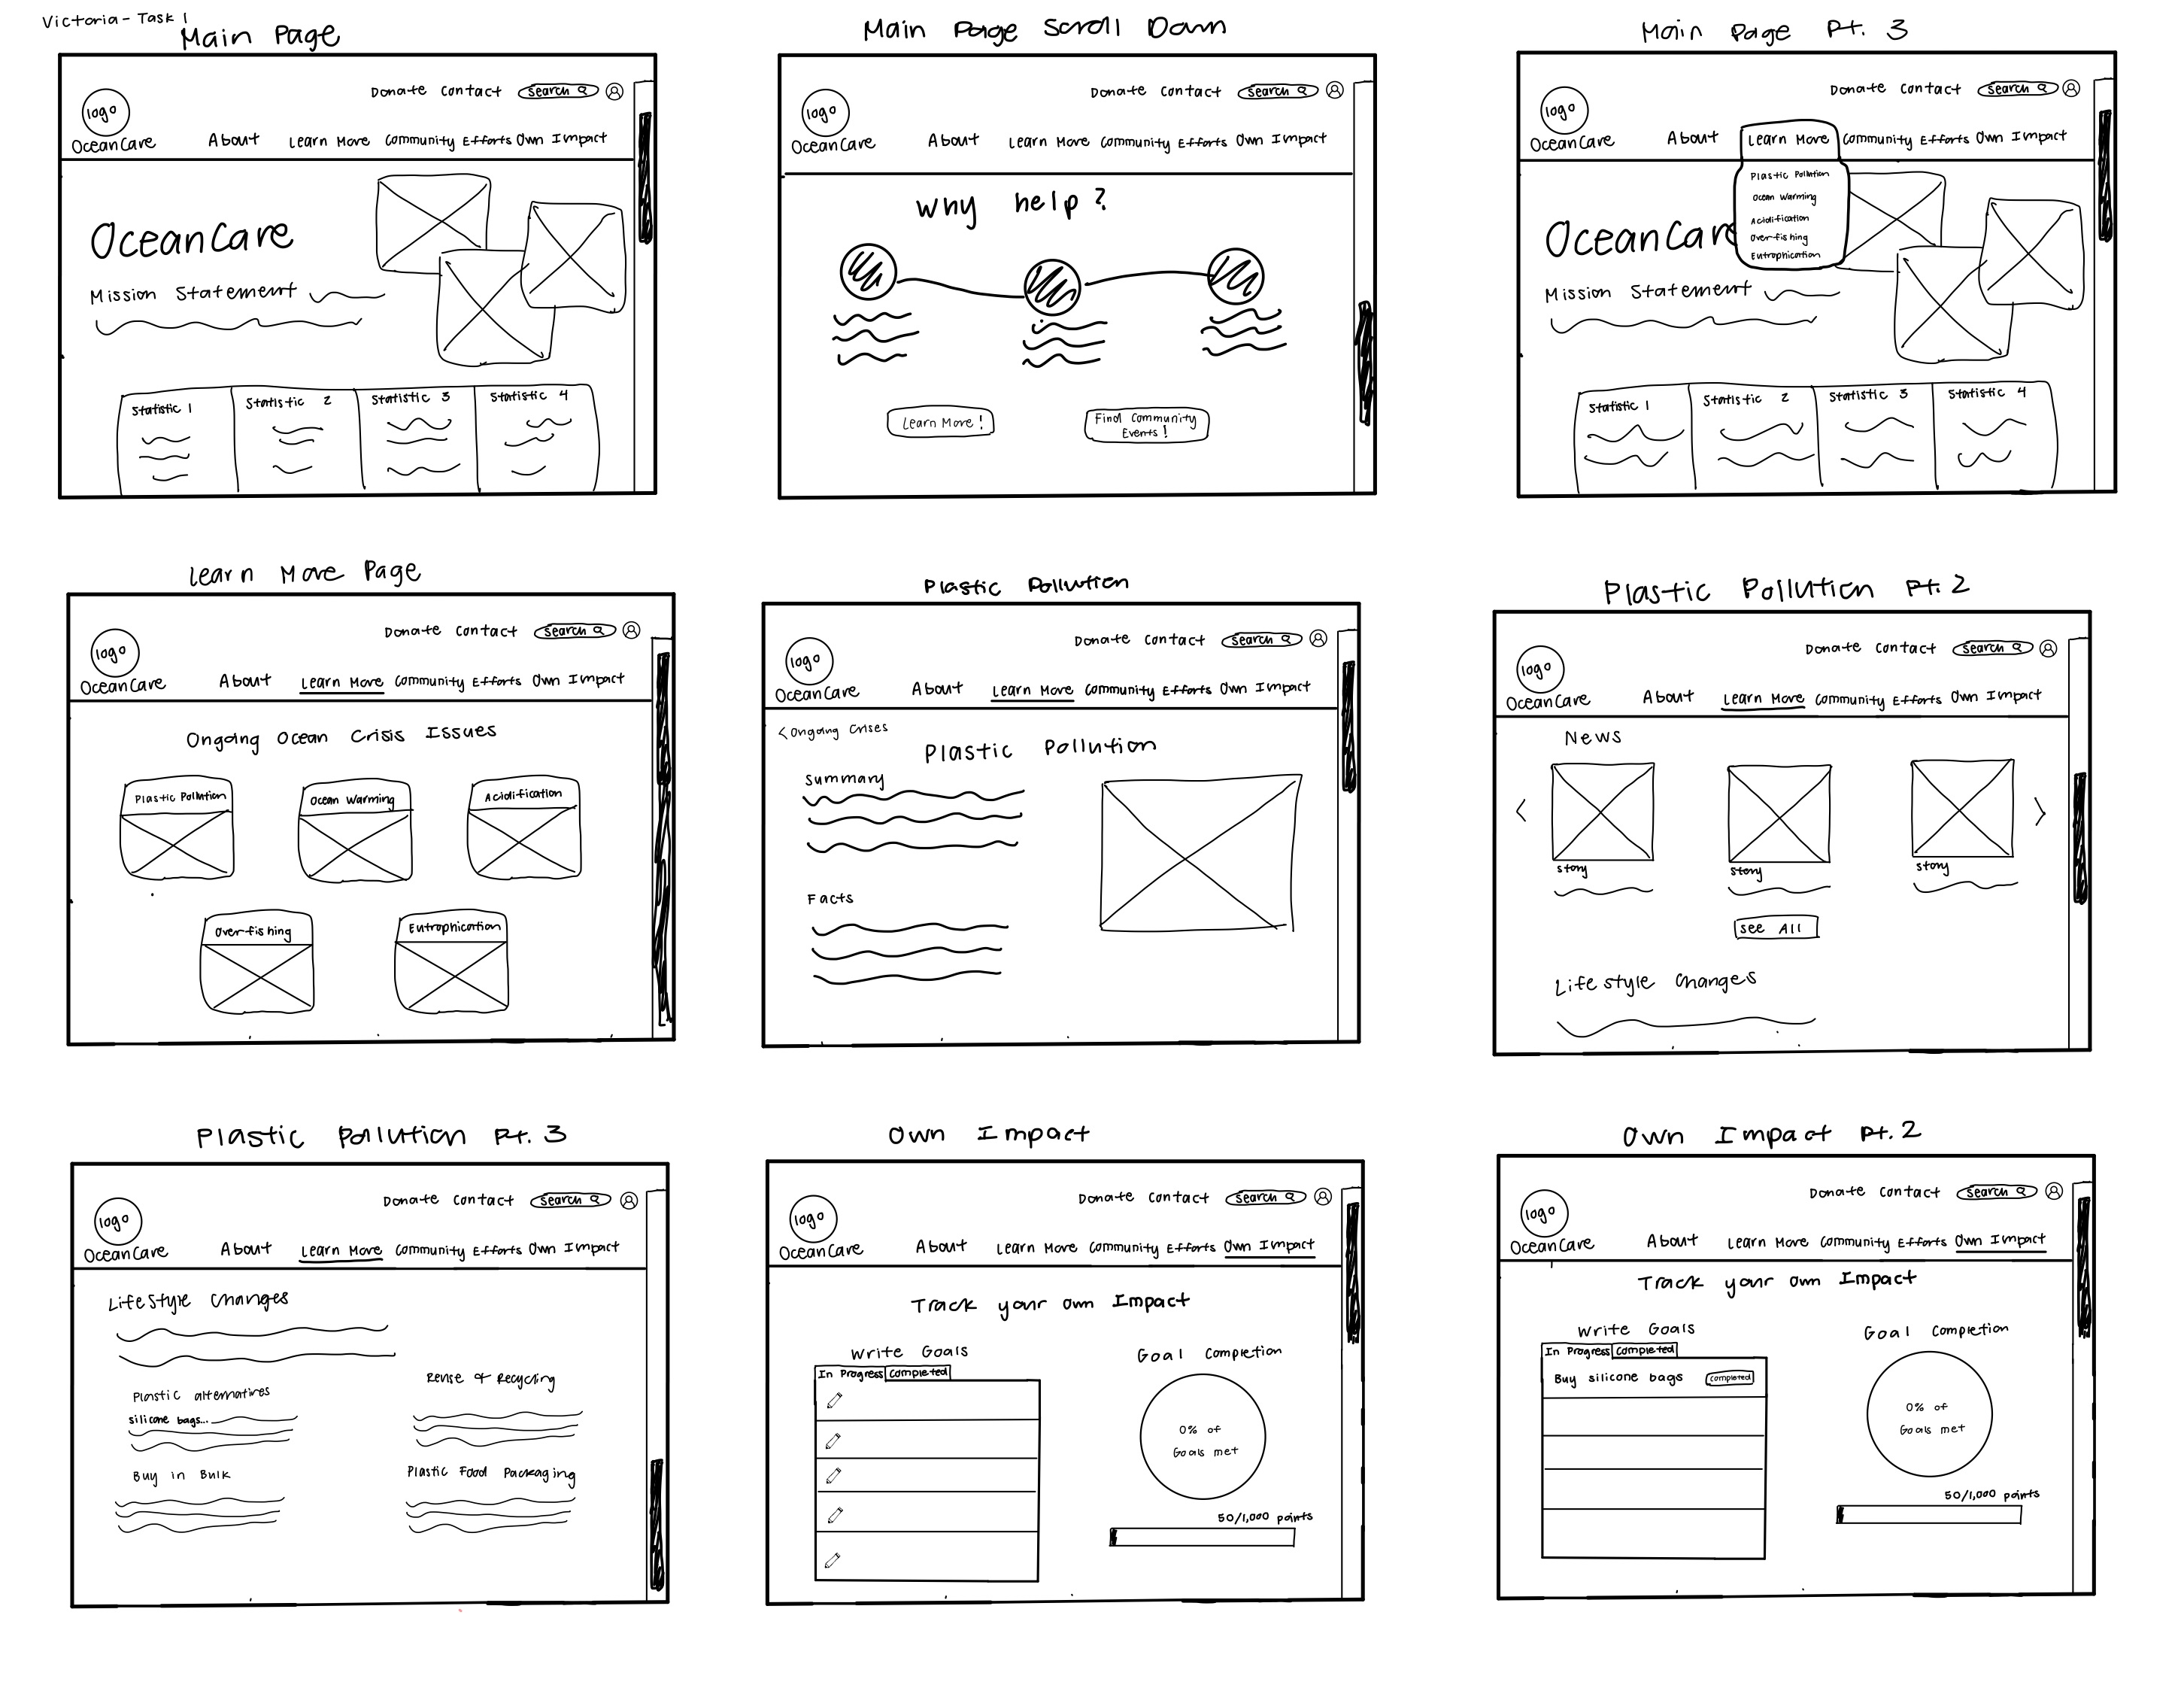 Victoria - Task 1
Main Page
Donate Contact Search
logo
OceanCare
About Learn More Community Efforts Own Impact
OceanCare
Mission Statement
Statistic 1 Statistic 2 Statistic 3 Statistic 4
Main Page Scroll Down
Donate Contact Search
logo
OceanCare
About Learn More Community Efforts Own Impact
Why help?
Learn More!
Find Community
Events!
Main Page Pt. 3
Donate Contact Search
logo
OceanCare
About Learn More Community Efforts Own Impact
Plastic Pollution
Ocean Warming
Acidification
Overfishing
Eutrophication
OceanCare
Mission Statement
Statistic 1 Statistic 2 Statistic 3 Statistic 4
Learn More Page
Donate Contact Search
logo
OceanCare
About Learn More Community Efforts Own Impact
Ongoing Ocean Crisis Issues
Plastic Pollution Ocean Warming Acidification
Overfishing Eutrophication
Plastic Pollution
Donate Contact Search
logo
OceanCare
About Learn More Community Efforts Own Impact
< Ongoing Crises
Plastic Pollution
Summary
Facts
Plastic Pollution Pt. 2
Donate Contact Search
logo
OceanCare
About Learn More Community Efforts Own Impact
News
< >
story story story
See All
Lifestyle Changes
Plastic Pollution Pt. 3
Donate Contact Search
logo
OceanCare
About Learn More Community Efforts Own Impact
Lifestyle Changes
Plastic alternatives
silicone bags...
Reuse & Recycling
Buy in Bulk
Plastic Food Packaging
Own Impact
Donate Contact Search
logo
OceanCare
About Learn More Community Efforts Own Impact
Track your own Impact
Write Goals
In Progress Completed
Goal Completion
0% of
Goals met
50/1,000 points
Own Impact Pt. 2
Donate Contact Search
logo
OceanCare
About Learn More Community Efforts Own Impact
Track your own Impact
Write Goals
In Progress Completed
Buy silicone bags Completed
Goal Completion
0% of
Goals met
50/1,000 points